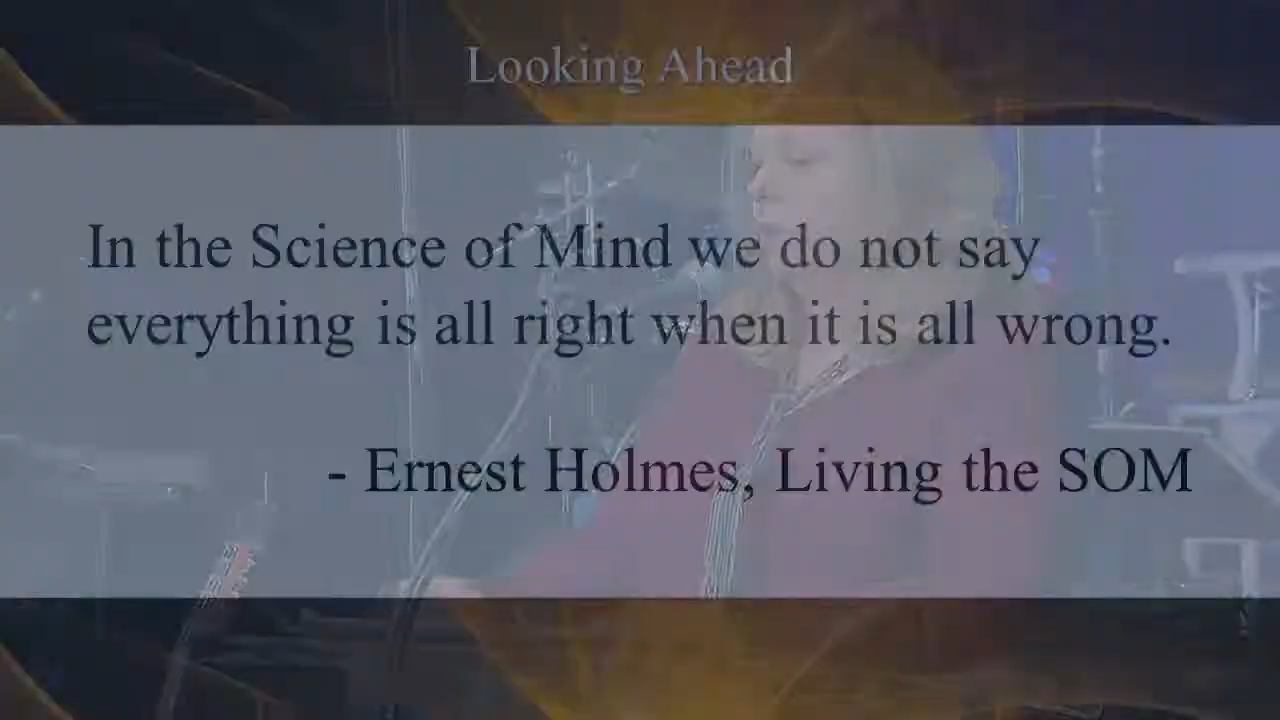 Looking Ahead
In the Science of Mind we do not say
everything is all right when it is all wrong.
- Ernest Holmes, Living the SOM